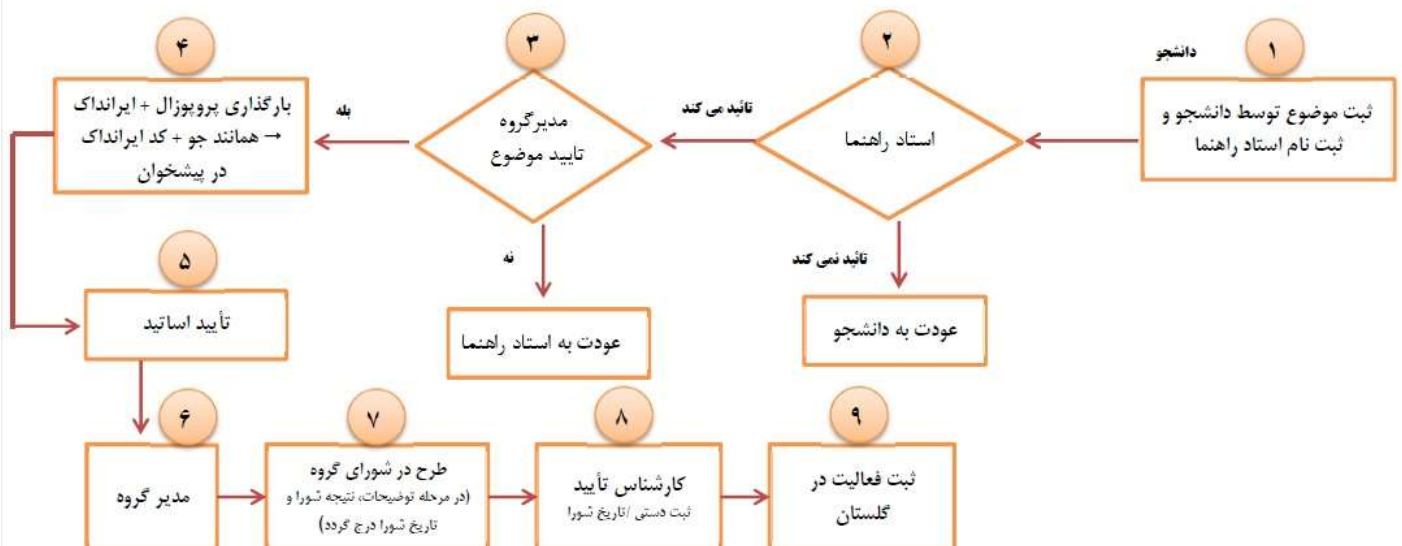 ۱
دانشجو
ثبت موضوع توسط دانشجو و
ثبت نام استاد راهنما
۲
استاد راهنما
تائید می کند
تائید نمی کند
عودت به دانشجو
۳
مدیرگروه
تایید موضوع
بله
نه
عودت به استاد راهنما
۴
بارگذاری پروپوزال + ایرانداک
→ همانند جو + کد ایرانداک
در پیشخوان
۵
تأیید اساتید
۶
مدیر گروه
۷
طرح در شورای گروه
(در مرحله توضیحات، نتیجه شورا و
تاریخ شورا درج گردد)
۸
کارشناس تأیید
ثبت دستی /تاریخ شورا
۹
ثبت فعالیت در
گلستان